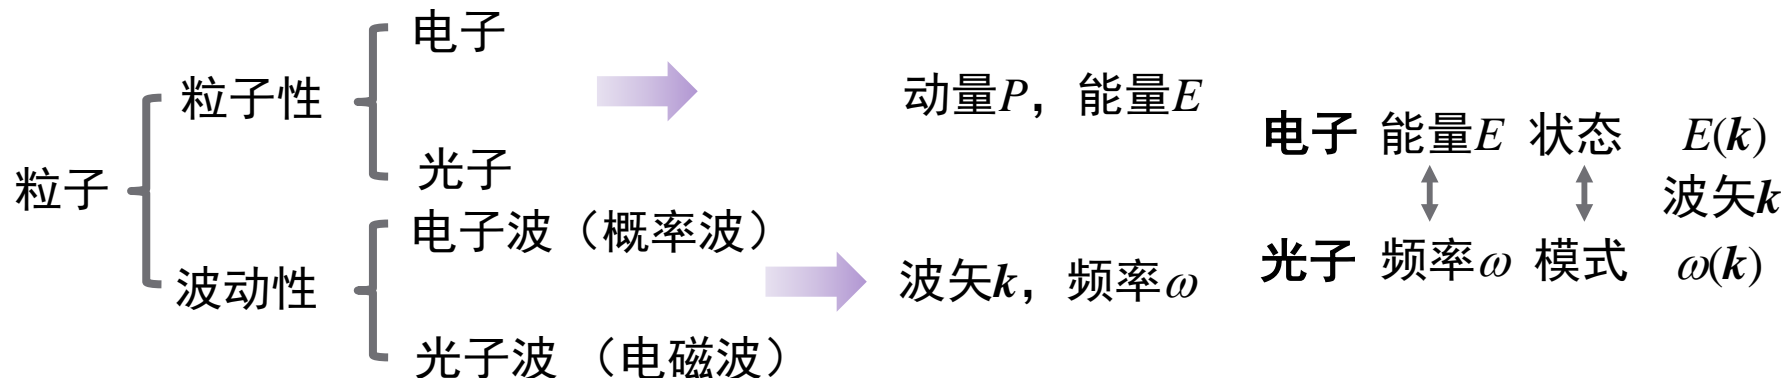 粒子
粒子性
电子
光子
动量P，能量E
波动性
电子波（概率波）
光子波（电磁波）
波矢k，频率ω
电子 能量E 状态 E(k)
波矢k
光子 频率ω 模式 ω(k)